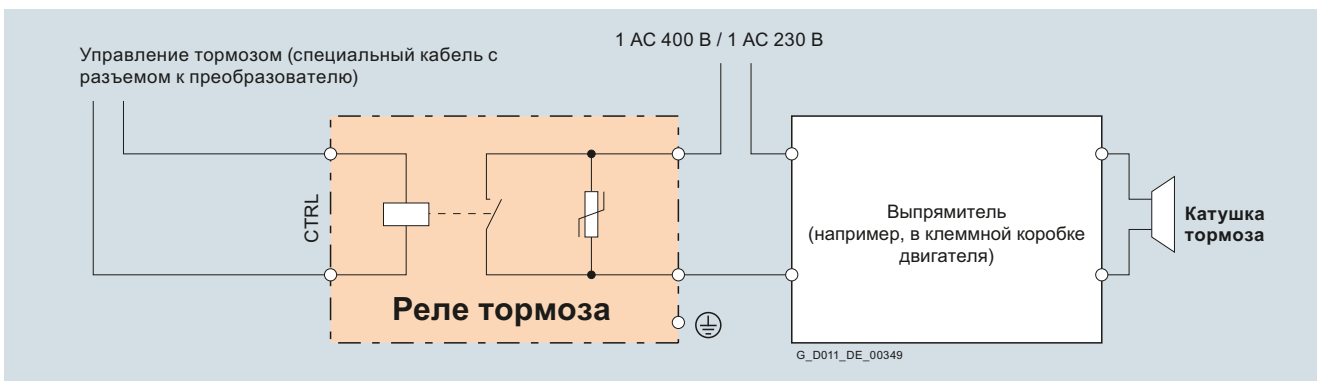 1 AC 400 В / 1 AC 230 В
Управление тормозом (специальный кабель с
разъемом к преобразователю)
CTRL
Реле тормоза
Выпрямитель
(например, в клеммной коробке
двигателя)
Катушка
тормоза
G_D011_DE_00349